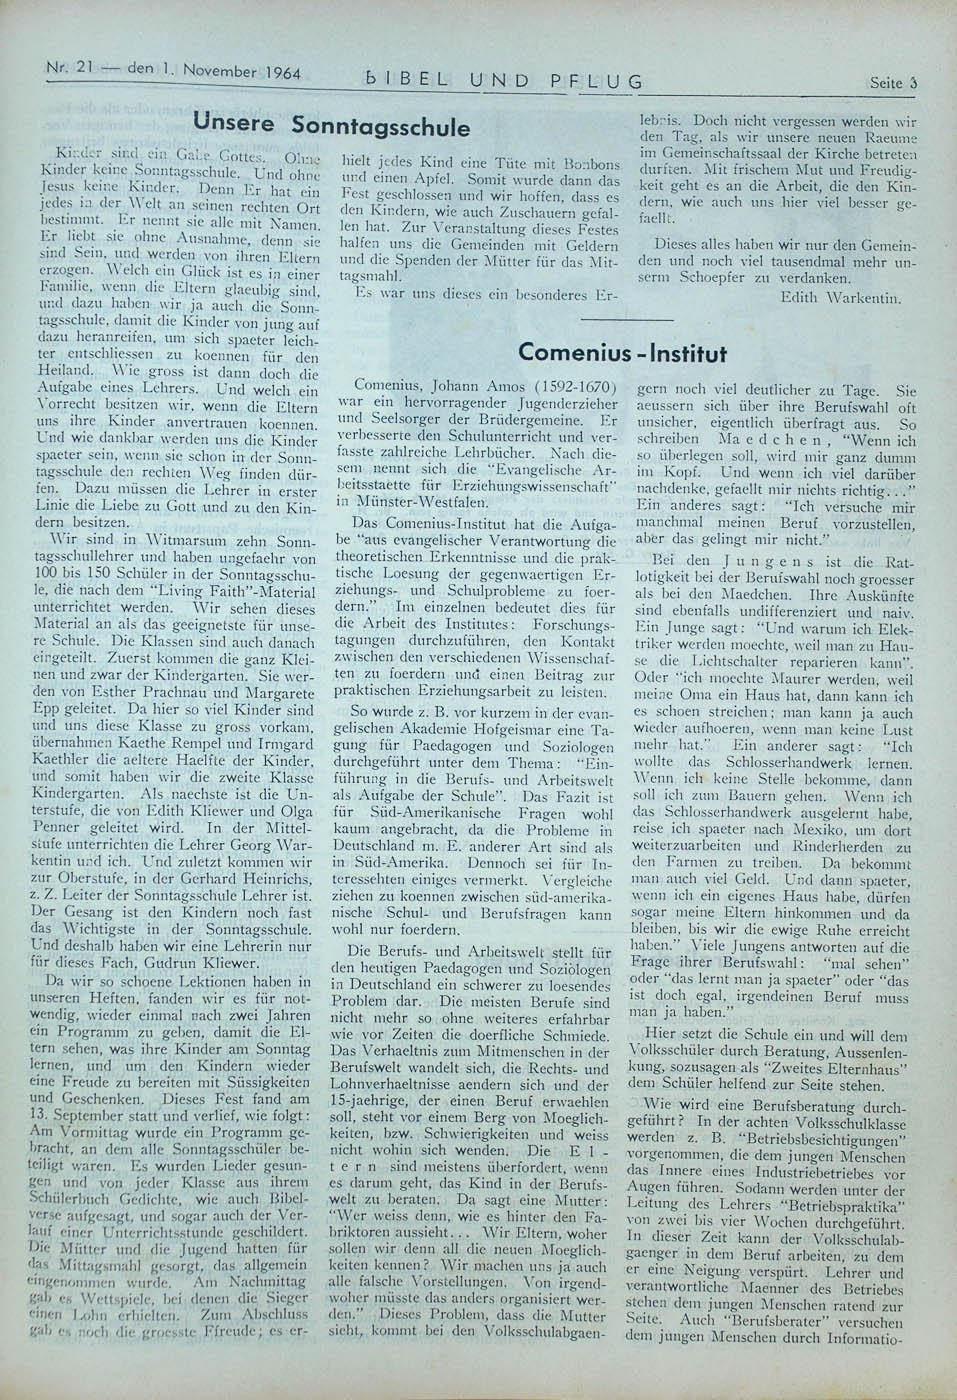 Nr. 21 — den 1. November 1964
BIBEL UND PFLUG
Seite 3
Unsere Sonntagsschule
Kinder sind ein Gabe Gottes. Ohne
Kinder keine Sonntagsschule. Und ohne
Jesus keine Kinder. Denn Er hat ein
jedes in der Welt an seinen rechten Ort
bestimmt. Er nennt sie alle mit Namen.
Er liebt sie ohne Ausnahme, denn sie
sind Sein, und werden von ihren Eltern
erzogen. Welch ein Glück ist es in einer
Familie, wenn die Eltern glaeubig sind,
und dazu haben wir ja auch die Sonn-
tagsschule, damit die Kinder von jung auf
dazu heranreifen, um sich spaeter leich-
ter entschliessen zu koennen für den
Heiland. Wie gross ist dann doch die
Aufgabe eines Lehrers. Und welch ein
Vorrecht besitzen wir, wenn die Eltern
uns ihre Kinder anvertrauen koennen.
Und wie dankbar werden uns die Kinder
spaeter sein, wenn sie schon in der Sonn-
tagsschule den rechten Weg finden dür-
fen. Dazu müssen die Lehrer in erster
Linie die Liebe zu Gott und zu den Kin-
dern besitzen.
Wir sind in Witmarsum zehn Sonn-
tagsschullehrer und haben ungefaehr von
100 bis 150 Schüler in der Sonntagsschu-
le, die nach dem "Living Faith"-Material
unterrichtet werden. Wir sehen dieses
Material an als das geeignetste für unse-
re Schule. Die Klassen sind auch danach
eingeteilt. Zuerst kommen die ganz Klei-
nen und zwar der Kindergarten. Sie wer-
den von Esther Prachnau und Margarete
Epp geleitet. Da hier so viel Kinder sind
und uns diese Klasse zu gross vorkam,
übernahmen Kaethe Rempel und Irmgard
Kaethler die aeltere Haelfte der Kinder,
und somit haben wir die zweite Klasse
Kindergarten. Als naechste ist die Un-
terstufe, die von Edith Kliewer und Olga
Penner geleitet wird. In der Mittel-
stufe unterrichten die Lehrer Georg War-
kentin und ich. Und zuletzt kommen wir
zur Oberstufe, in der Gerhard Heinrichs,
z. Z. Leiter der Sonntagsschule Lehrer ist.
Der Gesang ist den Kindern noch fast
das Wichtigste in der Sonntagsschule.
Und deshalb haben wir eine Lehrerin nur
für dieses Fach, Gudrun Kliewer.
Da wir so schoene Lektionen haben in
unseren Heften, fanden wir es für not-
wendig, wieder einmal nach zwei Jahren
ein Programm zu geben, damit die El-
tern sehen, was ihre Kinder am Sonntag
lernen, und um den Kindern wieder
eine Freude zu bereiten mit Süssigkeiten
und Geschenken. Dieses Fest fand am
13. September statt und verlief, wie folgt:
Am Vormittag wurde ein Programm ge-
bracht, an dem alle Sonntagsschüler be-
teiligt waren. Es wurden Lieder gesun-
gen und von jeder Klasse aus ihrem
Schülerbuch Gedichte, wie auch Bibel-
verse aufgesagt, und sogar auch der Ver-
lauf einer Unterrichtsstunde geschildert.
Die Mütter und die Jugend hatten für
das Mittagsmahl gesorgt, das allgemein
eingenommen wurde. Am Nachmittag
gab es Wettspiele, bei denen die Sieger
einen Lohn erhielten. Zum Abschluss
gab es noch die groesste Ffreude; es er-
hielt jedes Kind eine Tüte mit Bonbons
und einen Apfel. Somit wurde dann das
Fest geschlossen und wir hoffen, dass es
den Kindern, wie auch Zuschauern gefal-
len hat. Zur Veranstaltung dieses Festes
halfen uns die Gemeinden mit Geldern
und die Spenden der Mütter für das Mit-
tagsmahl.
Es war uns dieses ein besonderes Er-
lebnis. Doch nicht vergessen werden wir
den Tag, als wir unsere neuen Raeume
im Gemeinschaftssaal der Kirche betreten
durften. Mit frischem Mut und Freudig-
keit geht es an die Arbeit, die den Kin-
dern, wie auch uns hier viel besser ge-
faellt.
Dieses alles haben wir nur den Gemein-
den und noch viel tausendmal mehr un-
serm Schoepfer zu verdanken.
Edith Warkentin.
Comenius-Institut
Comenius, Johann Amos (1592-1670)
war ein hervorragender Jugenderzieher
und Seelsorger der Brüdergemeine. Er
verbesserte den Schulunterricht und ver-
fasste zahlreiche Lehrbücher. Nach die-
sem nennt sich die "Evangelische Ar-
beitsstaette für Erziehungswissenschaft"
in Münster-Westfalen.
Das Comenius-Institut hat die Aufga-
be "aus evangelischer Verantwortung die
theoretischen Erkenntnisse und die prak-
tische Loesung der gegenwaertigen Er-
ziehungs- und Schulprobleme zu foer-
dern." Im einzelnen bedeutet dies für
die Arbeit des Institutes: Forschungs-
tagungen durchzuführen, den Kontakt
zwischen den verschiedenen Wissenschaf-
ten zu foerdern und einen Beitrag zur
praktischen Erziehungsarbeit zu leisten.
So wurde z. B. vor kurzem in der evan-
gelischen Akademie Hofgeismar eine Ta-
gung für Paedagogen und Soziologen
durchgeführt unter dem Thema: "Ein-
führung in die Berufs- und Arbeitswelt
als Aufgabe der Schule". Das Fazit ist
für Süd-Amerikanische Fragen wohl
kaum angebracht, da die Probleme in
Deutschland m. E. anderer Art sind als
in Süd-Amerika. Dennoch sei für In-
teressehten einiges vermerkt. Vergleiche
ziehen zu koennen zwischen süd-amerika-
nische Schul- und Berufsfragen kann
wohl nur foerdern.
Die Berufs- und Arbeitswelt stellt für
den heutigen Paedagogen und Soziologen
in Deutschland ein schwerer zu loesendes
Problem dar. Die meisten Berufe sind
nicht mehr so ohne weiteres erfahrbar
wie vor Zeiten die doerfliche Schmiede.
Das Verhaeltnis zum Mitmenschen in der
Berufswelt wandelt sich, die Rechts- und
Lohnverhaeltnisse aendern sich und der
15-jaehrige, der einen Beruf erwaehlen
soll, steht vor einem Berg von Moeglich-
keiten, bzw. Schwierigkeiten und weiss
nicht wohin sich wenden. Die El-
tern sind meistens überfordert, wenn
es darum geht, das Kind in der Berufs-
welt zu beraten. Da sagt eine Mutter:
"Wer weiss denn, wie es hinter den Fa-
briktoren aussieht... Wir Eltern, woher
sollen wir denn all die neuen Moeglich-
keiten kennen? Wir machen uns ja auch
alle falsche Vorstellungen. Von irgend-
woher müsste das anders organisiert wer-
den." Dieses Problem, dass die Mutter
sieht, kommt bei den Volksschulabgaen-
gern noch viel deutlicher zu Tage. Sie
aeussern sich über ihre Berufswahl oft
unsicher, eigentlich überfragt aus. So
schreiben Maedchen, "Wenn ich
so überlegen soll, wird mir ganz dumm
im Kopf. Und wenn ich viel darüber
nachdenke, gefaellt mir nichts richtig..."
Ein anderes sagt: "Ich versuche mir
manchmal meinen Beruf vorzustellen,
aber das gelingt mir nicht."
Bei den Jungens ist die Rat-
lotigkeit bei der Berufswahl noch groesser
als bei den Maedchen. Ihre Auskünfte
sind ebenfalls undifferenziert und naiv.
Ein Junge sagt: "Und warum ich Elek-
triker werden moechte, weil man zu Hau-
se die Lichtschalter reparieren kann".
Oder "ich moechte Maurer werden, weil
meine Oma ein Haus hat, dann kann ich
es schoen streichen; man kann ja auch
wieder aufhoeren, wenn man keine Lust
mehr hat." Ein anderer sagt: "Ich
wollte das Schlosserhandwerk lernen.
Wenn ich keine Stelle bekomme, dann
soll ich zum Bauern gehen. Wenn ich
das Schlosserhandwerk ausgelernt habe,
reise ich spaeter nach Mexiko, um dort
weiterzuarbeiten und Rinderherden zu
den Farmen zu treiben. Da bekommt
man auch viel Geld. Und dann spaeter,
wenn ich ein eigenes Haus habe, dürfen
sogar meine Eltern hinkommen und da
bleiben, bis wir die ewige Ruhe erreicht
haben." Viele Jungens antworten auf die
Frage ihrer Berufswahl: "mal sehen"
oder "das lernt man ja spaeter" oder "das
ist doch egal, irgendeinen Beruf muss
man ja haben."
Hier setzt die Schule ein und will dem
Volksschüler durch Beratung, Aussenlen-
kung, sozusagen als "Zweites Elternhaus"
dem Schüler helfend zur Seite stehen.
Wie wird eine Berufsberatung durch-
geführt? In der achten Volksschulklasse
werden z. B. "Betriebsbesichtigungen"
vorgenommen, die dem jungen Menschen
das Innere eines Industriebetriebes vor
Augen führen. Sodann werden unter der
Leitung des Lehrers "Betriebspraktika"
von zwei bis vier Wochen durchgeführt.
In dieser Zeit kann der Volksschulab-
gaenger in dem Beruf arbeiten, zu dem
er eine Neigung verspürt. Lehrer und
verantwortliche Maenner des Betriebes
stehen dem jungen Menschen ratend zur
Seite. Auch "Berufsberater" versuchen
dem jungen Menschen durch Informatio-